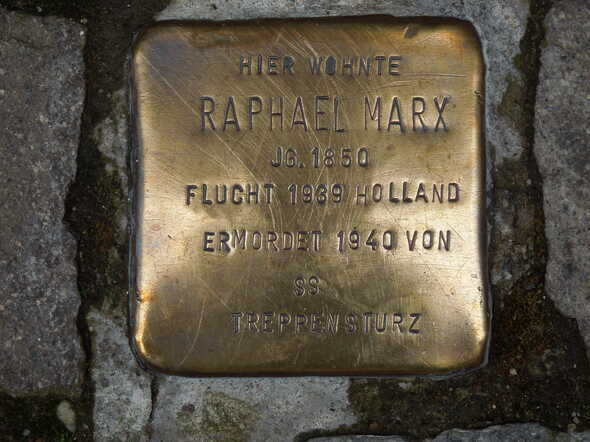 HIER WOHNTE
RAPHAEL MARX
JG. 1850
FLUCHT 1939 HOLLAND
ERMORDET 1940 VON
SS
TREPPENSTURZ